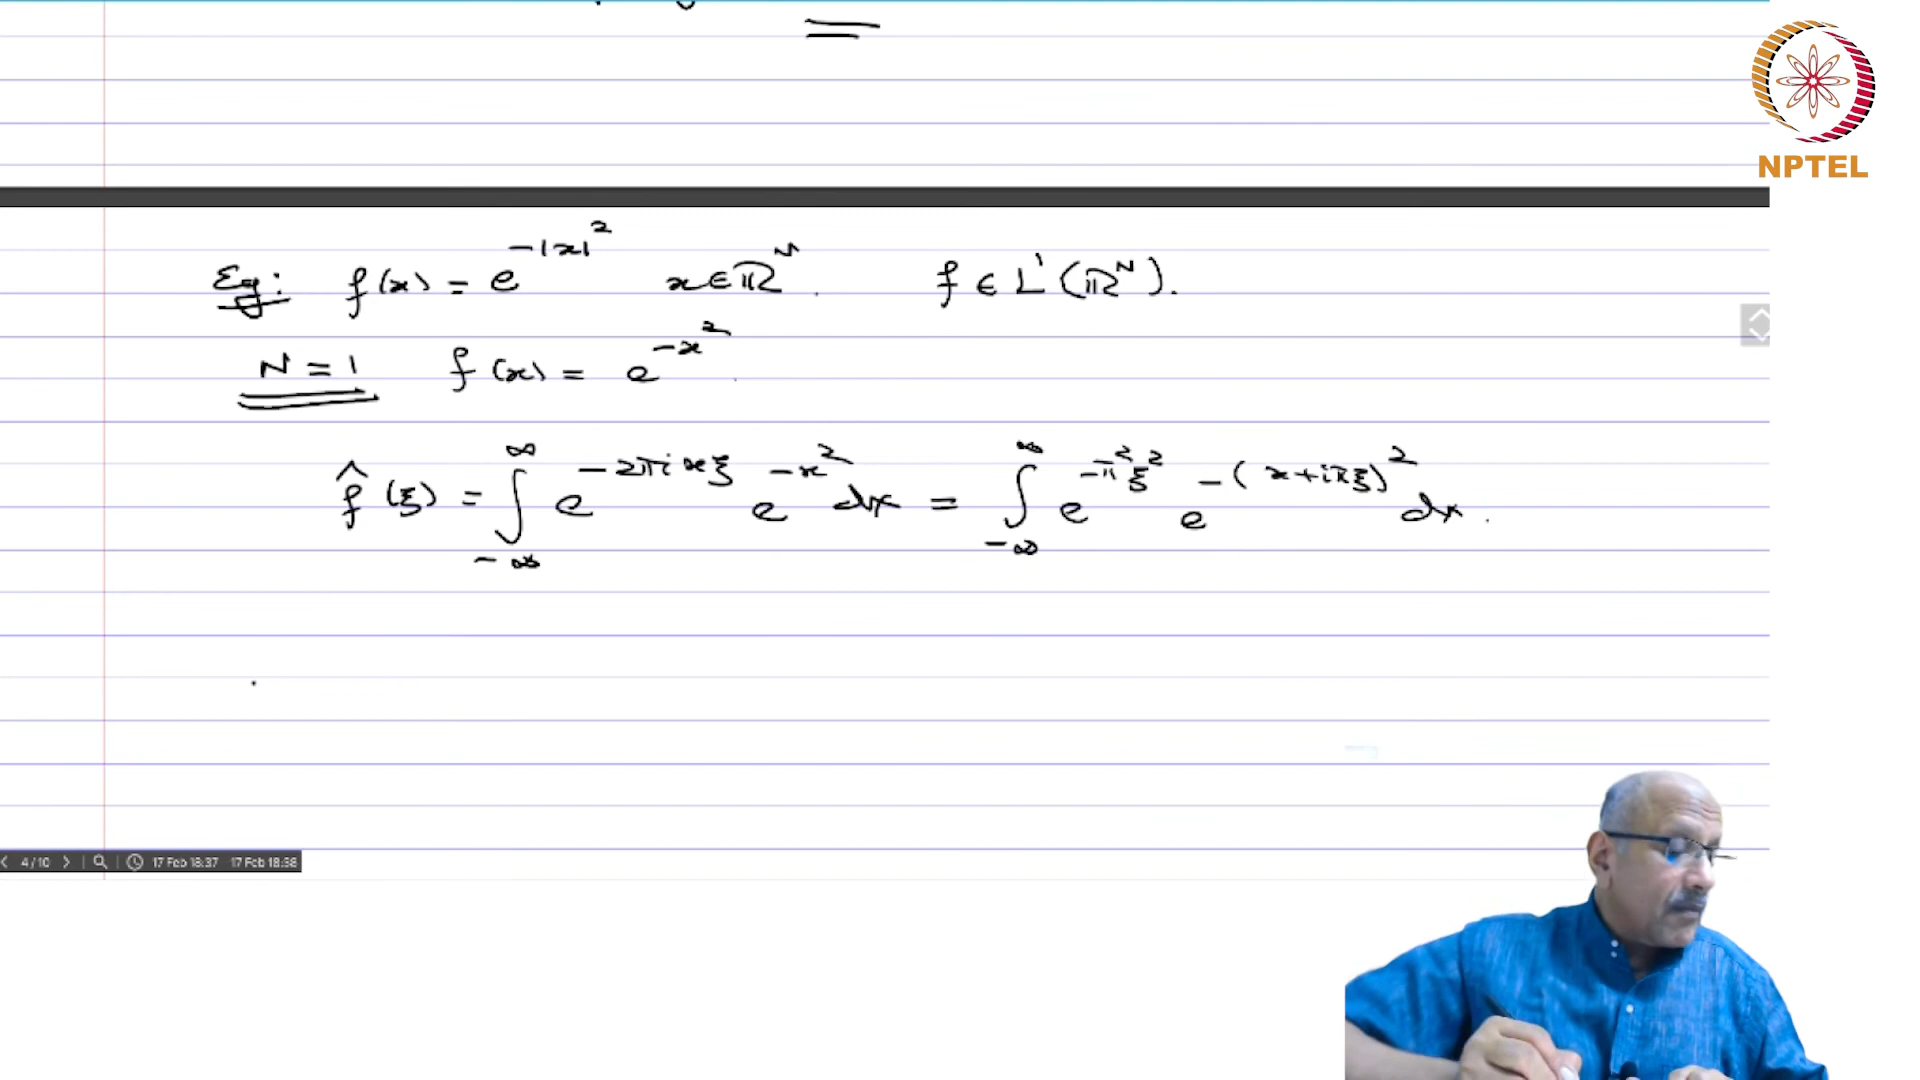 NPTEL
Eg: f(x) = e^{-|x|^2} x ∈ ℝ^N. f ∈ L^1(ℝ^N).
N = 1 f(x) = e^{-x^2}.
f̂(ξ) = ∫_{-∞}^{∞} e^{-2πixξ} e^{-x^2} dx = ∫_{-∞}^{∞} e^{-π^2ξ^2} e^{-(x+iπξ)^2} dx.
4/10 17 Feb 18:37 17 Feb 18:38